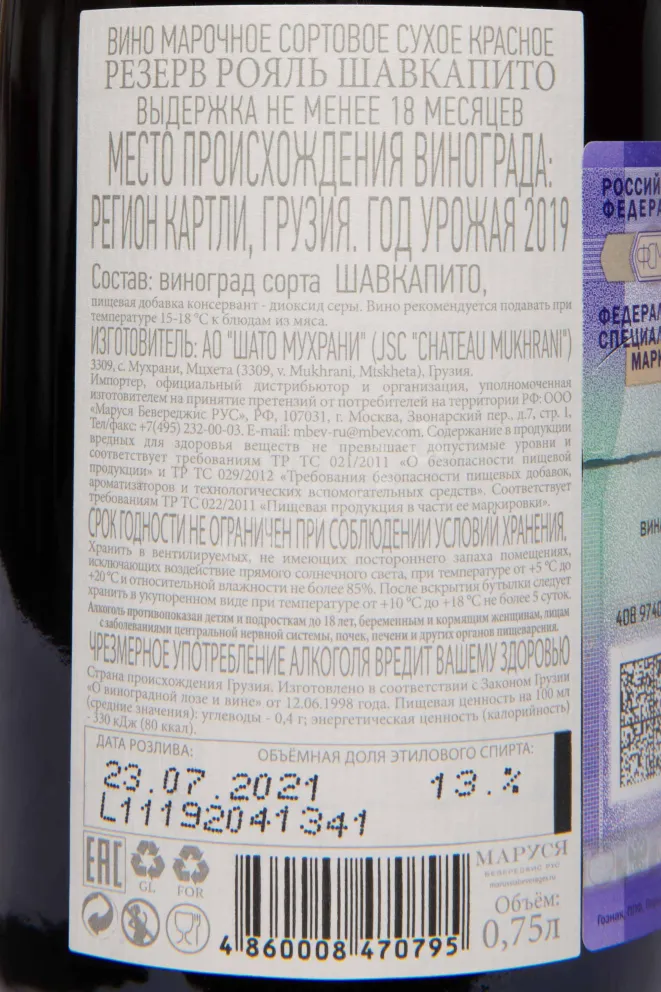 ВИНО МАРОЧНОЕ СОРТОВОЕ СУХОЕ КРАСНОЕ
РЕЗЕРВ РОЯЛЬ ШАВКАПИТО
ВЫДЕРЖКА НЕ МЕНЕЕ 18 МЕСЯЦЕВ
МЕСТО ПРОИСХОЖДЕНИЯ ВИНОГРАДА:
РЕГИОН КАРТЛИ, ГРУЗИЯ. ГОД УРОЖАЯ 2019
Состав: виноград сорта ШАВКАПИТО,
пищевая добавка консервант - диоксид серы. Вино рекомендуется подавать при
температуре 15-18 °C к блюдам из мяса.
ИЗГОТОВИТЕЛЬ: АО "ШАТО МУХРАНИ" (JSC "CHATEAU MUKHRANI")
3309, с. Мухрани, Мцхета (3309, v. Mukhrani, Mtskheta), Грузия.
Импортер, официальный дистрибьютор и организация, уполномоченная
изготовителем на принятие претензий от потребителей на территории РФ: ООО
«Маруся Бевереджис РУС», РФ, 107031, г. Москва, Звонарский пер., д.7, стр. 1,
Тел/факс: +7(495) 232-00-03. E-mail: mbev-ru@mbev.com. Содержание в продукции
вредных для здоровья веществ не превышает допустимые уровни и
соответствует требованиям ТР ТС 021/2011 «О безопасности пищевой
продукции» и ТР ТС 029/2012 «Требования безопасности пищевых добавок,
ароматизаторов и технологических вспомогательных средств». Соответствует
требованиям ТР ТС 022/2011 «Пищевая продукция в части ее маркировки».
СРОК ГОДНОСТИ НЕ ОГРАНИЧЕН ПРИ СОБЛЮДЕНИИ УСЛОВИЙ ХРАНЕНИЯ.
Хранить в вентилируемых, не имеющих постороннего запаха помещениях,
исключающих воздействие прямого солнечного света, при температуре от +5 °C до
+20 °C и относительной влажности не более 85%. После вскрытия бутылки следует
хранить в укупоренном виде при температуре от +10 °C до +18 °C не более 5 суток.
Алкоголь противопоказан детям и подросткам до 18 лет, беременным и кормящим женщинам, лицам
с заболеваниями центральной нервной системы, почек, печени и других органов пищеварения.
ЧРЕЗМЕРНОЕ УПОТРЕБЛЕНИЕ АЛКОГОЛЯ ВРЕДИТ ВАШЕМУ ЗДОРОВЬЮ
Страна происхождения Грузия. Изготовлено в соответствии с Законом Грузии
«О виноградной лозе и вине» от 12.06.1998 года. Пищевая ценность на 100 мл
(средние значения): углеводы - 0,4 г; энергетическая ценность (калорийность)
- 330 кДж (80 ккал).
ДАТА РОЗЛИВА: ОБЪЁМНАЯ ДОЛЯ ЭТИЛОВОГО СПИРТА:
23.07.2021 13.%
L11192041341
EAC GL FOR
МАРУСЯ
БЕВЕРЕДЖИС РУС
Объём:
0,75л
4 860008 470795
РОССИЙ
ФЕДЕРА
ФЕДЕРАЛ
СПЕЦИАЛ
МАРК
ВИН
408 974